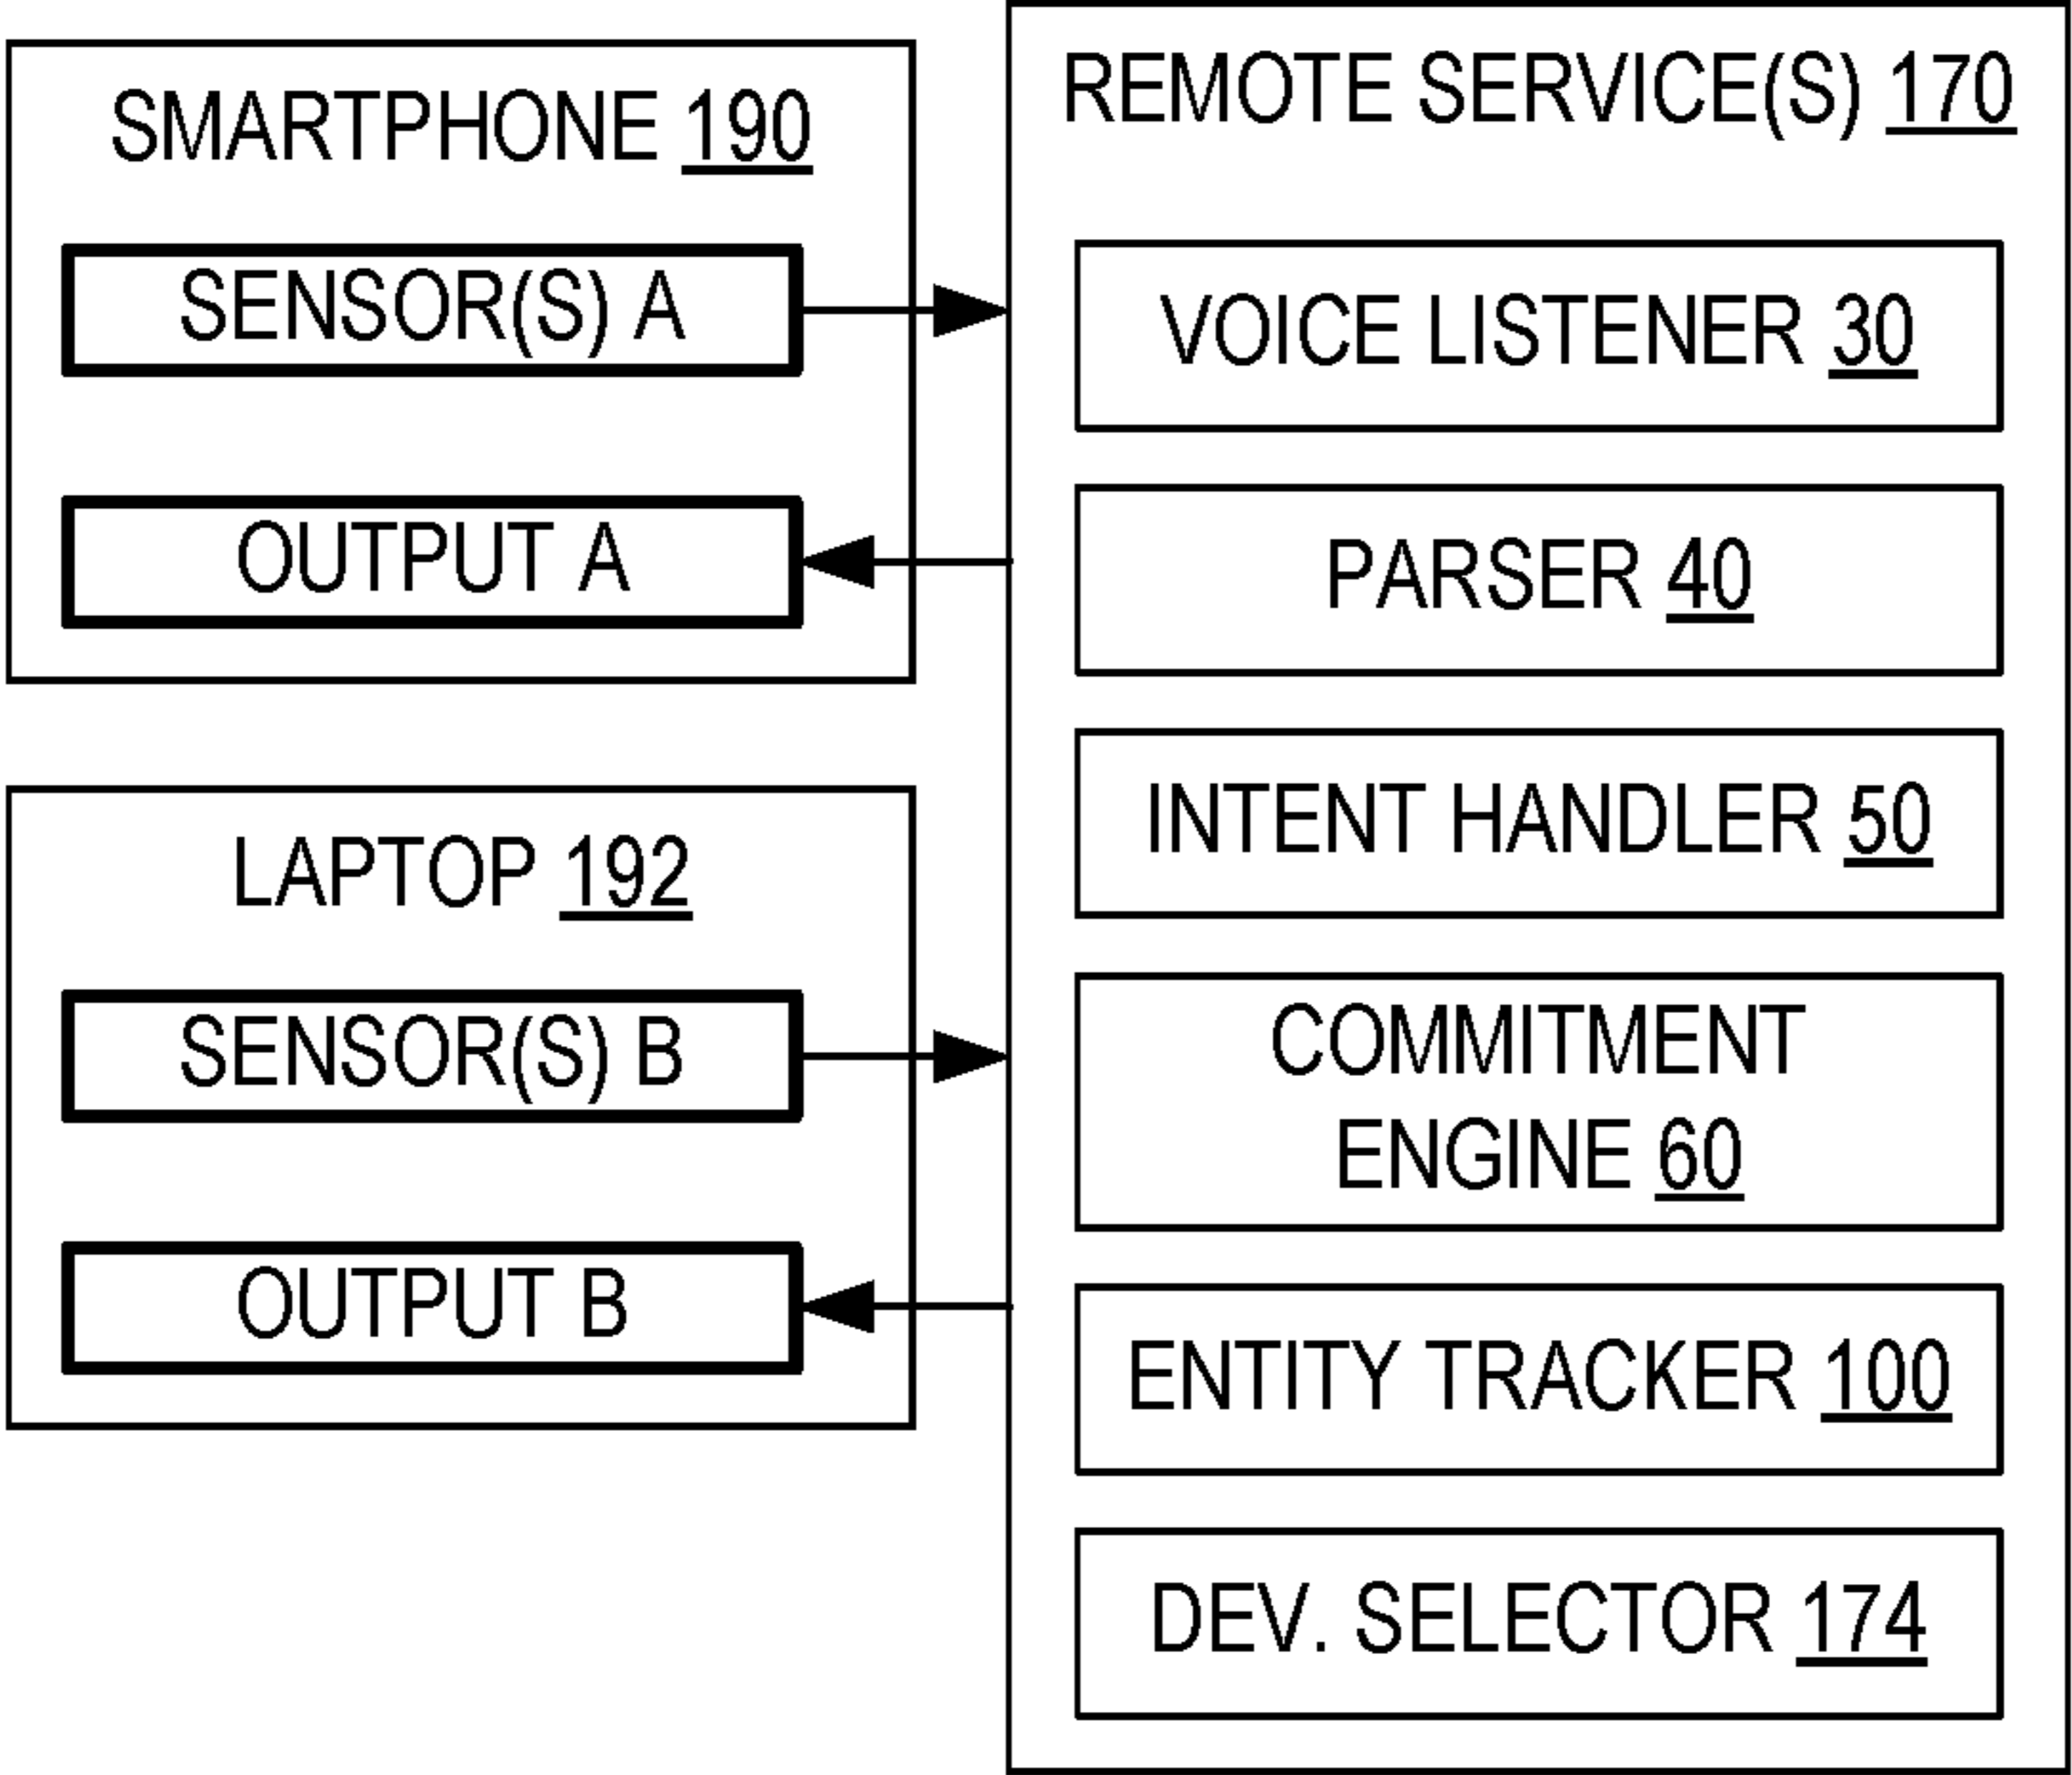 SMARTPHONE 190
SENSOR(S) A
OUTPUT A
LAPTOP 192
SENSOR(S) B
OUTPUT B
REMOTE SERVICE(S) 170
VOICE LISTENER 30
PARSER 40
INTENT HANDLER 50
COMMITMENT
ENGINE 60
ENTITY TRACKER 100
DEV. SELECTOR 174